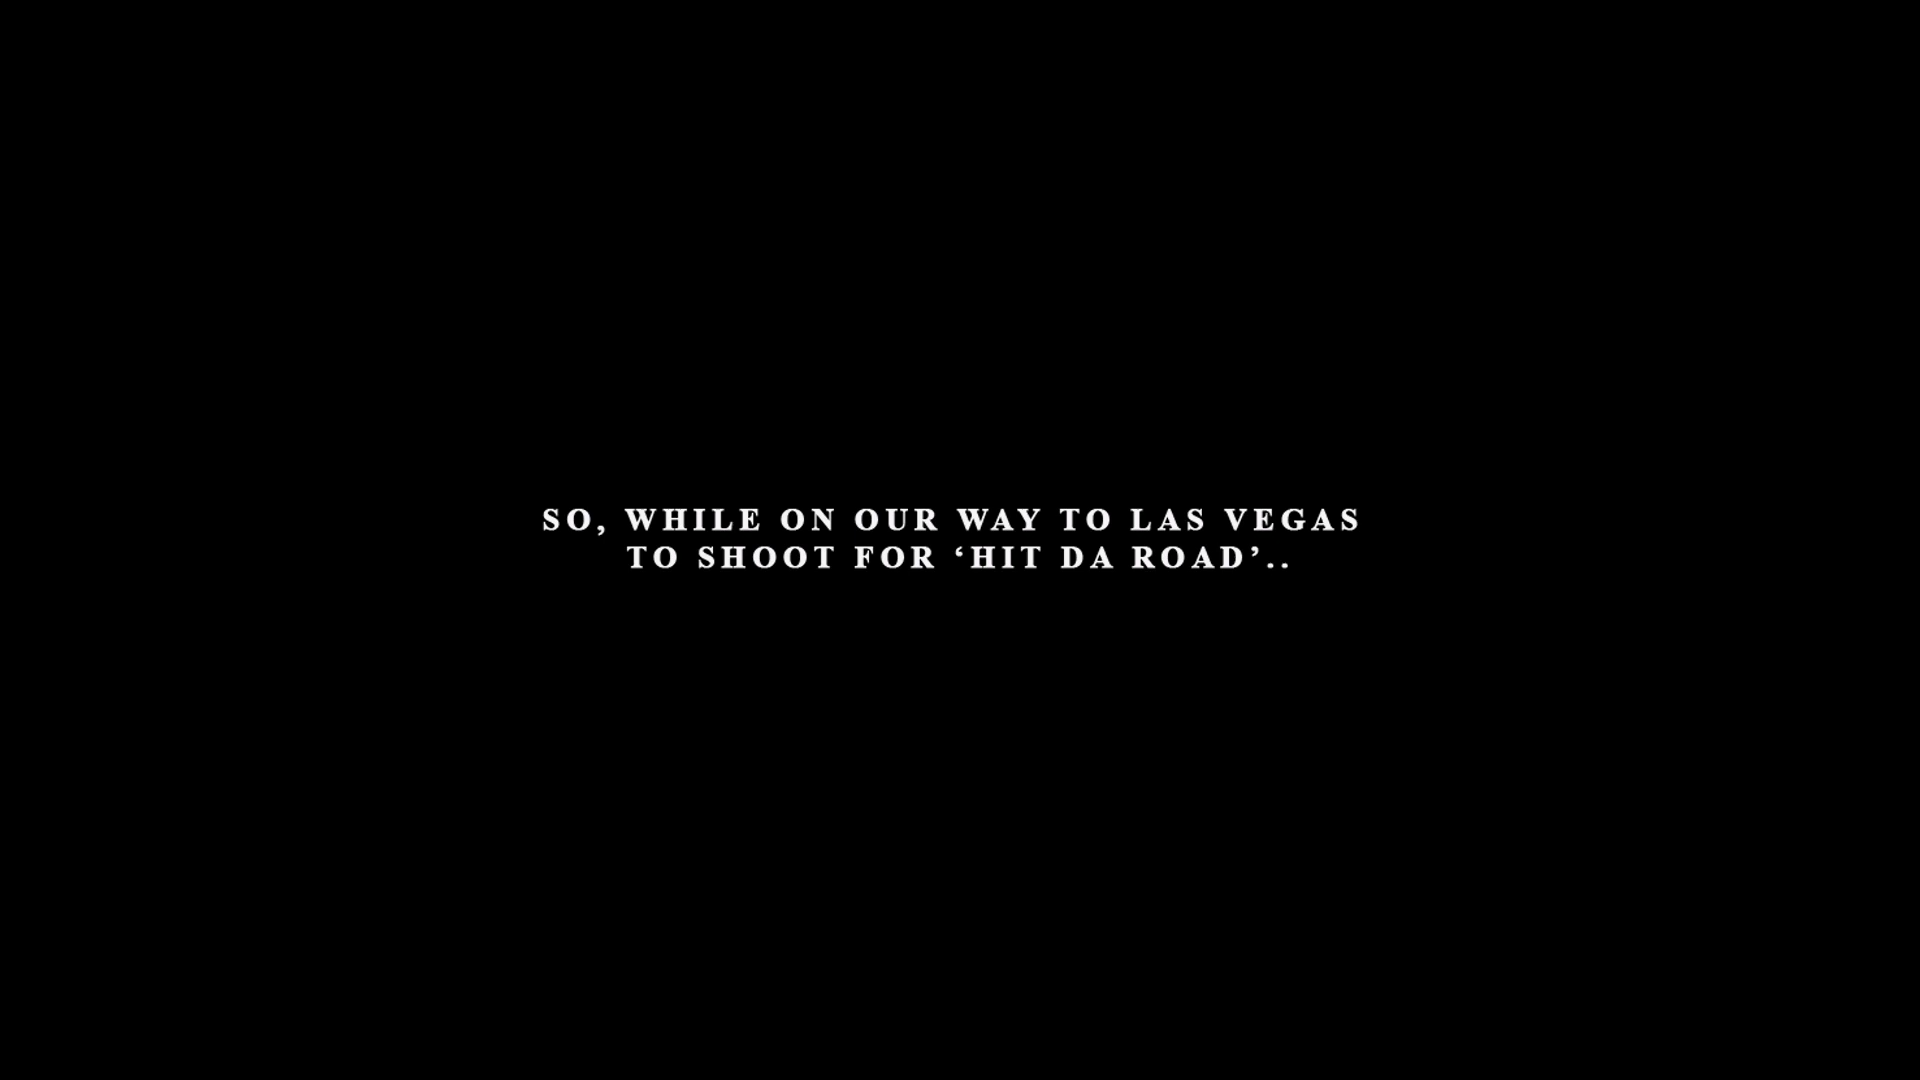 SO, WHILE ON OUR WAY TO LAS VEGAS
TO SHOOT FOR ‘HIT DA ROAD’..